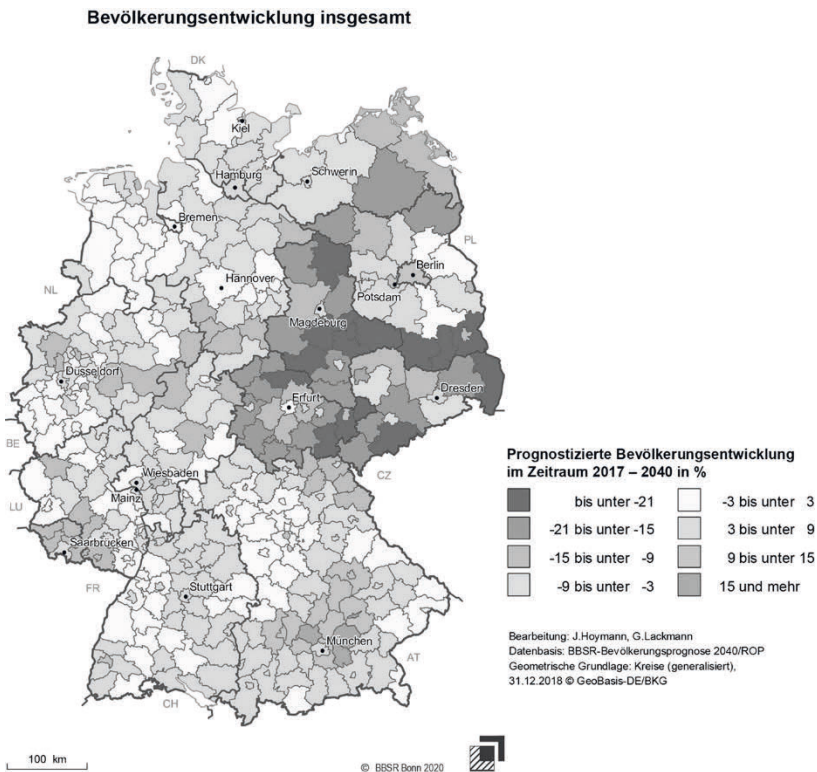 Bevölkerungsentwicklung insgesamt
DK
Kiel
Hamburg
Schwerin
Bremen
PL
Berlin
NL
Hannover
Potsdam
Magdeburg
Düsseldorf
Dresden
Erfurt
BE
Wiesbaden
CZ
LU
Mainz
Saarbrücken
FR
Stuttgart
München
AT
CH
Prognostizierte Bevölkerungsentwicklung
im Zeitraum 2017 – 2040 in %
bis unter -21
-21 bis unter -15
-15 bis unter -9
-9 bis unter -3
-3 bis unter 3
3 bis unter 9
9 bis unter 15
15 und mehr
Bearbeitung: J.Hoymann, G.Lackmann
Datenbasis: BBSR-Bevölkerungsprognose 2040/ROP
Geometrische Grundlage: Kreise (generalisiert),
31.12.2018 © GeoBasis-DE/BKG
100 km
© BBSR Bonn 2020